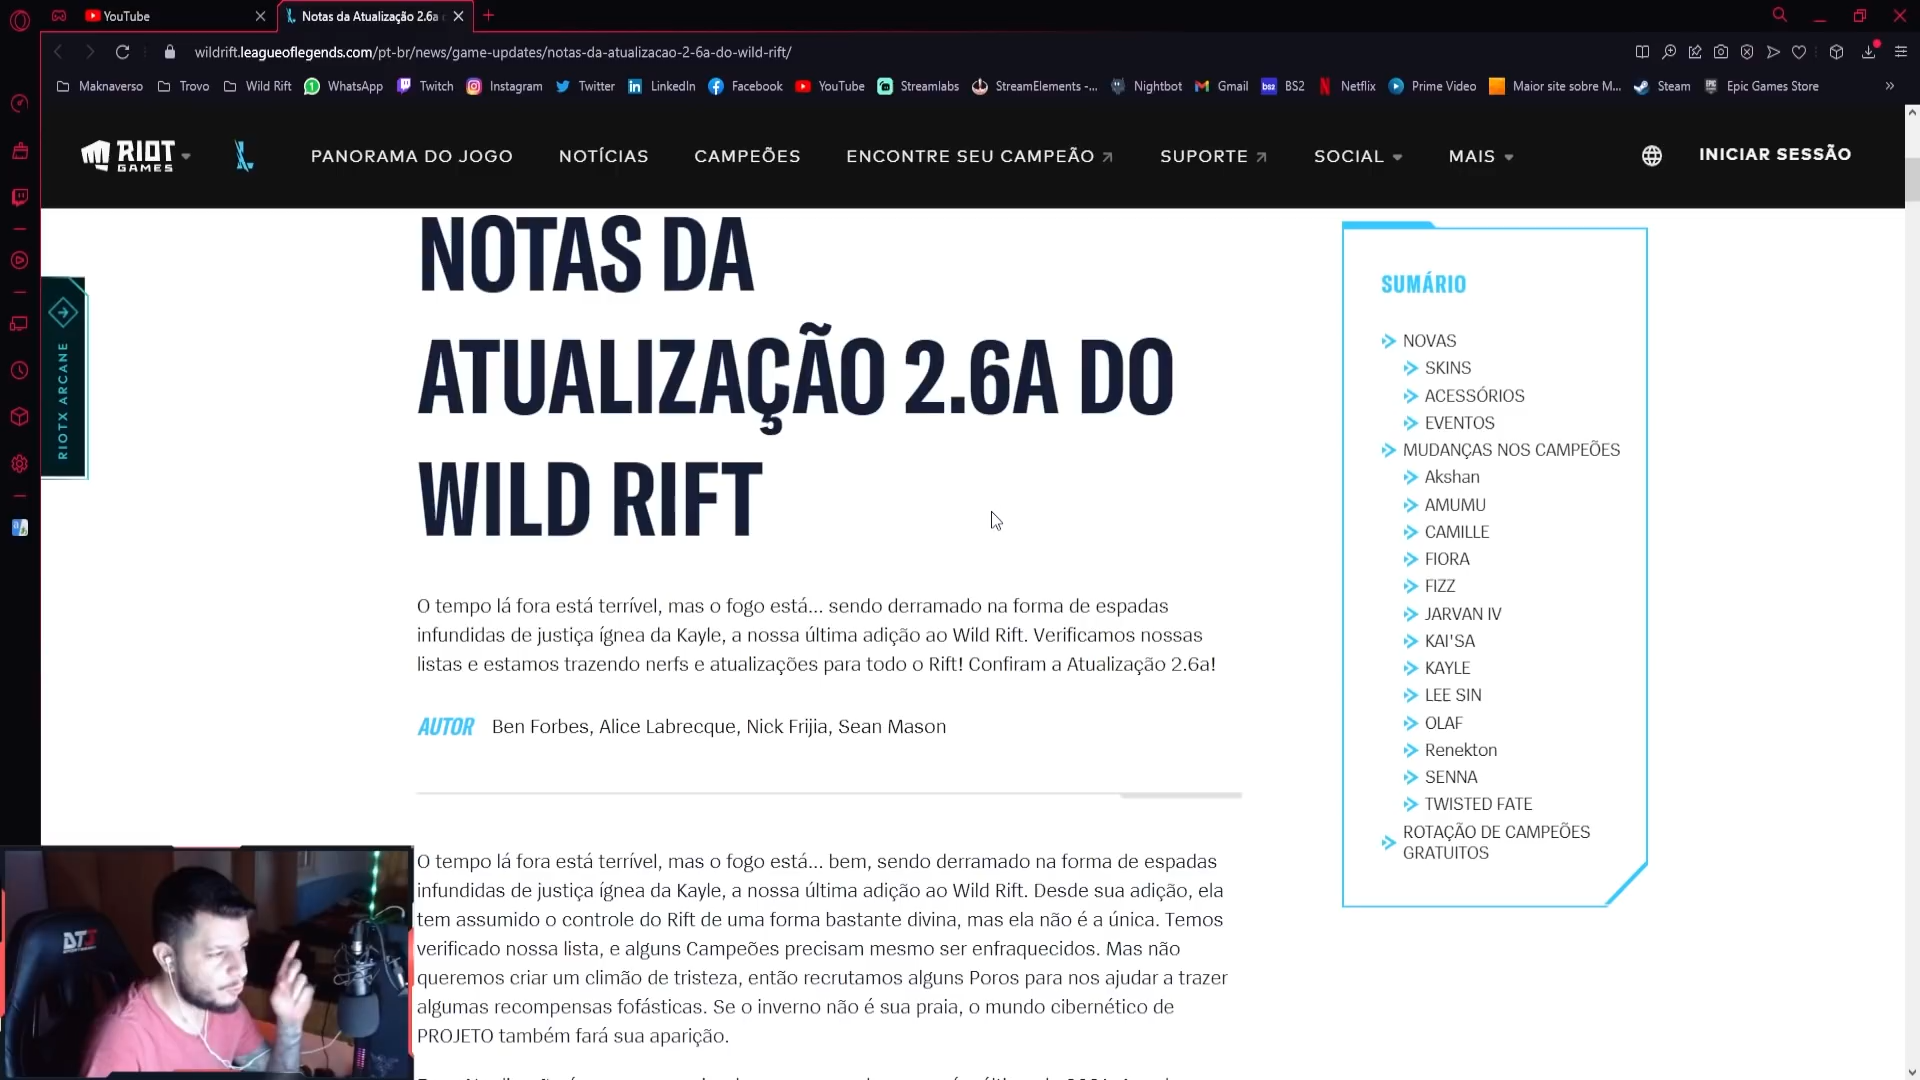 YouTube
Notas da Atualização 2.6a
wildrift.leagueoflegends.com/pt-br/news/game-updates/notas-da-atualizacao-2-6a-do-wild-rift/
Maknaverso Trovo Wild Rift WhatsApp Twitch Instagram Twitter LinkedIn Facebook YouTube Streamlabs StreamElements -... Nightbot Gmail BS2 Netflix Prime Video Maior site sobre M... Steam Epic Games Store
RIOT GAMES PANORAMA DO JOGO NOTÍCIAS CAMPEÕES ENCONTRE SEU CAMPEÃO SUPORTE SOCIAL MAIS INICIAR SESSÃO
RIOTX ARCANE
NOTAS DA
ATUALIZAÇÃO 2.6A DO
WILD RIFT
O tempo lá fora está terrível, mas o fogo está... sendo derramado na forma de espadas
infundidas de justiça ígnea da Kayle, a nossa última adição ao Wild Rift. Verificamos nossas
listas e estamos trazendo nerfs e atualizações para todo o Rift! Confiram a Atualização 2.6a!
AUTOR Ben Forbes, Alice Labrecque, Nick Frijia, Sean Mason
O tempo lá fora está terrível, mas o fogo está... bem, sendo derramado na forma de espadas
infundidas de justiça ígnea da Kayle, a nossa última adição ao Wild Rift. Desde sua adição, ela
tem assumido o controle do Rift de uma forma bastante divina, mas ela não é a única. Temos
verificado nossa lista, e alguns Campeões precisam mesmo ser enfraquecidos. Mas não
queremos criar um climão de tristeza, então recrutamos alguns Poros para nos ajudar a trazer
algumas recompensas fofásticas. Se o inverno não é sua praia, o mundo cibernético de
PROJETO também fará sua aparição.
SUMÁRIO
NOVAS
SKINS
ACESSÓRIOS
EVENTOS
MUDANÇAS NOS CAMPEÕES
Akshan
AMUMU
CAMILLE
FIORA
FIZZ
JARVAN IV
KAI'SA
KAYLE
LEE SIN
OLAF
Renekton
SENNA
TWISTED FATE
ROTAÇÃO DE CAMPEÕES
GRATUITOS